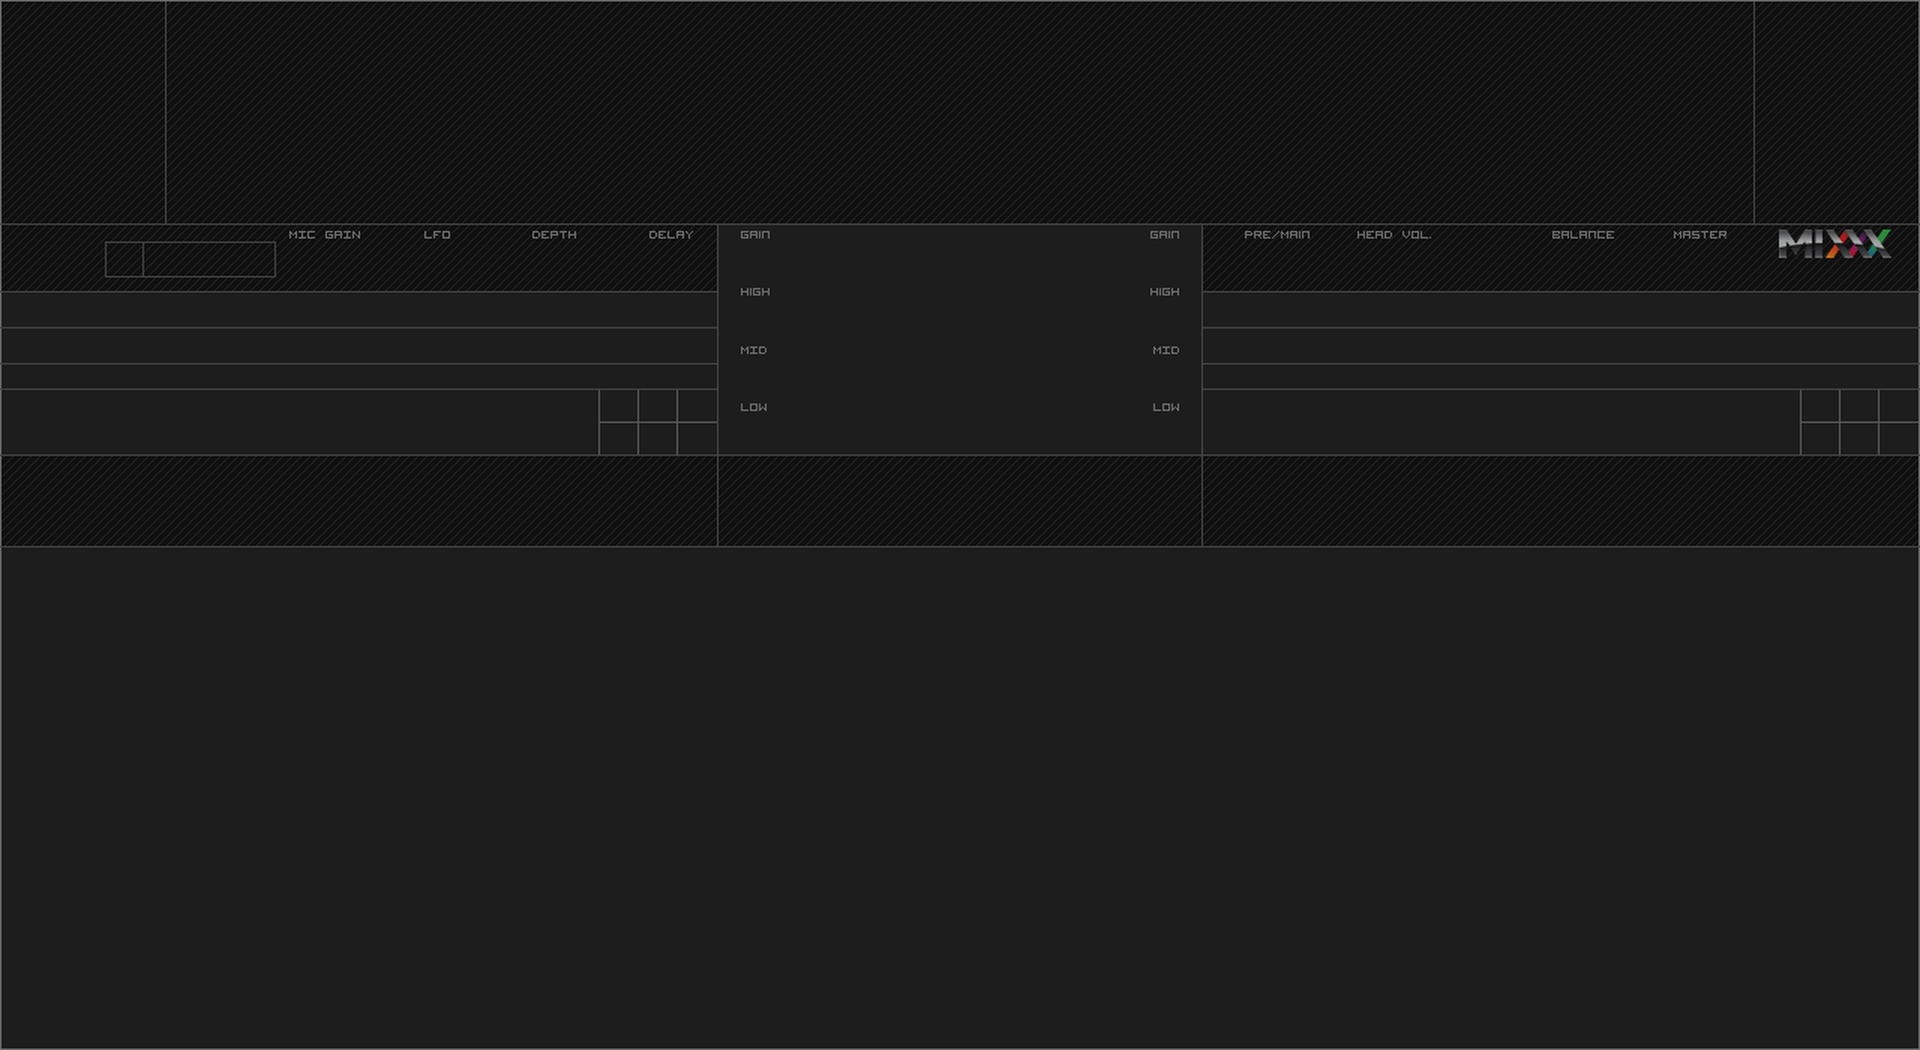 MIC GAIN LFO DEPTH DELAY GAIN GAIN PRE/MAIN HEAD VOL. BALANCE MASTER MIXXX
HIGH HIGH
MID MID
LOW LOW